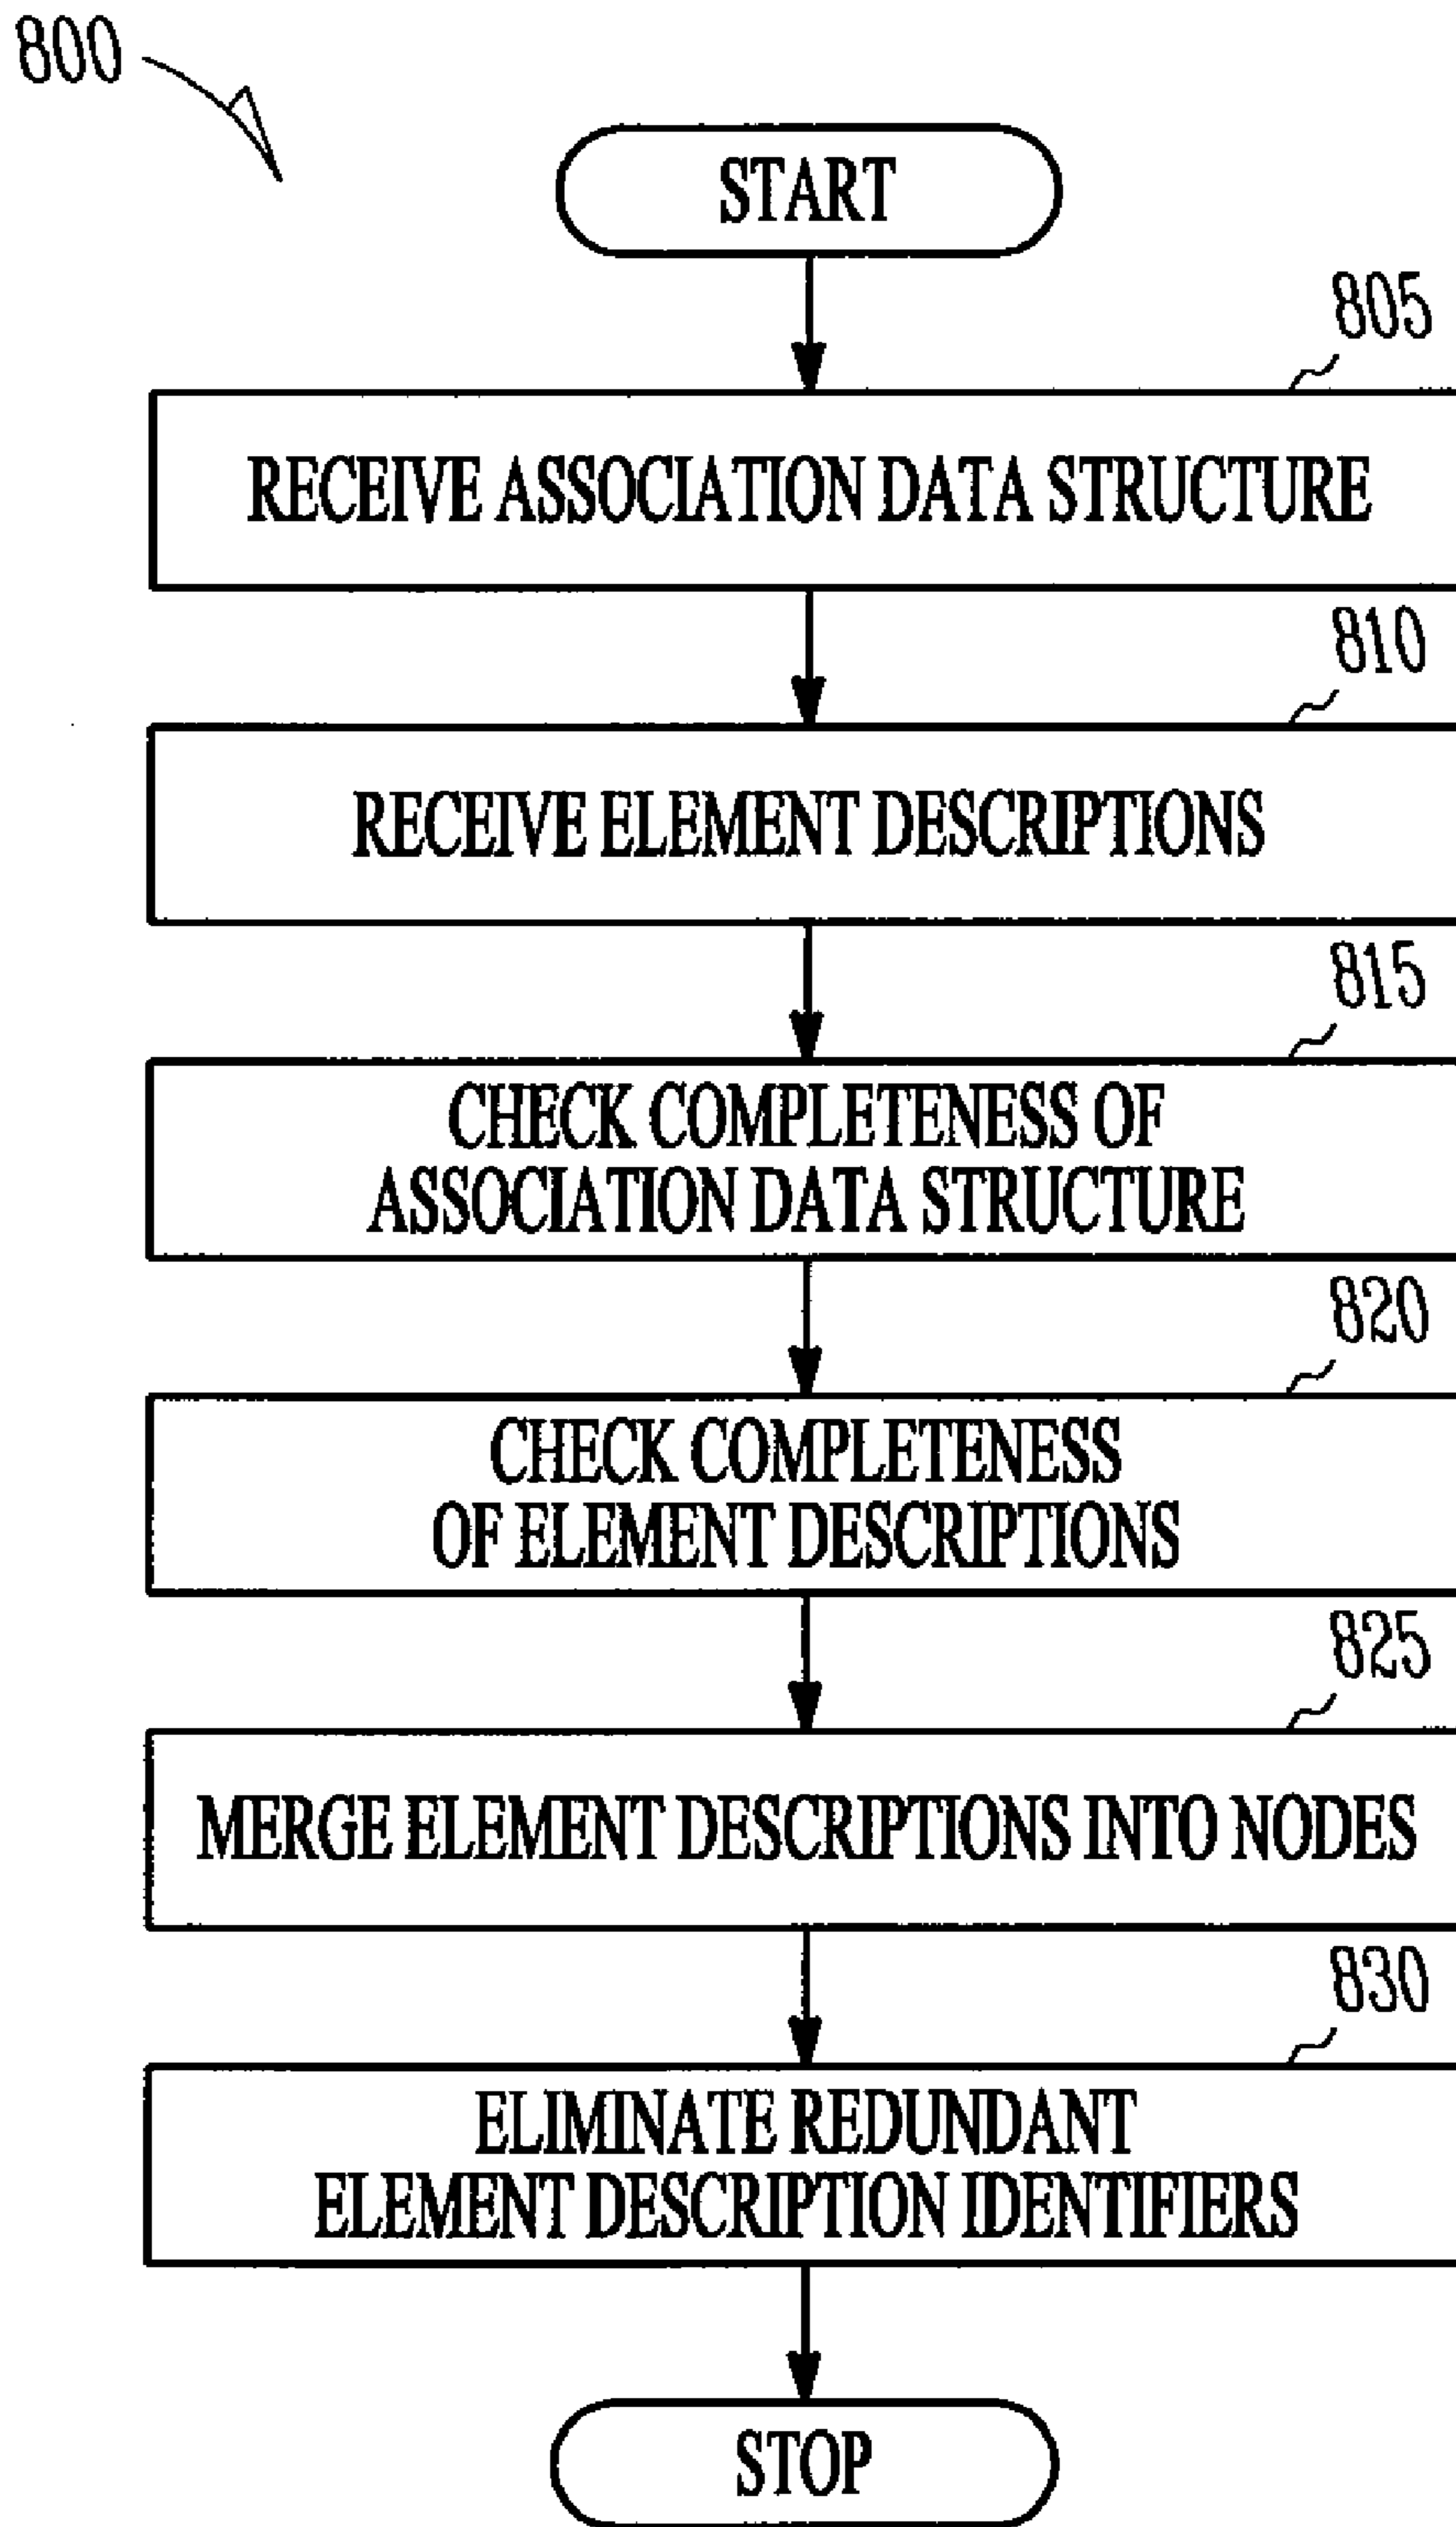 800
START
805
RECEIVE ASSOCIATION DATA STRUCTURE
810
RECEIVE ELEMENT DESCRIPTIONS
815
CHECK COMPLETENESS OF
ASSOCIATION DATA STRUCTURE
820
CHECK COMPLETENESS
OF ELEMENT DESCRIPTIONS
825
MERGE ELEMENT DESCRIPTIONS INTO NODES
830
ELIMINATE REDUNDANT
ELEMENT DESCRIPTION IDENTIFIERS
STOP